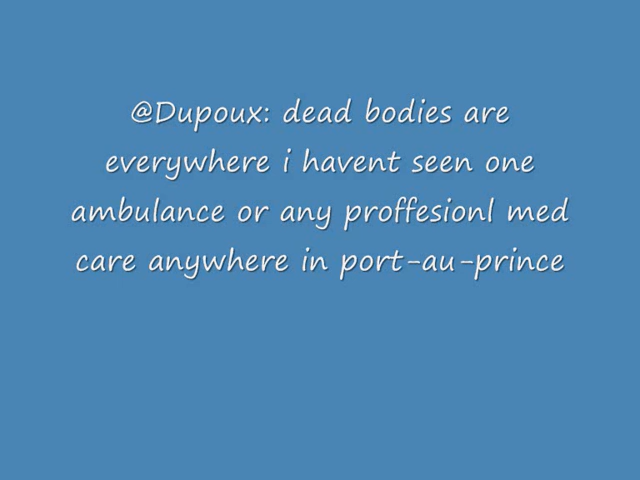 @Dupoux: dead bodies are
everywhere i havent seen one
ambulance or any proffesionl med
care anywhere in port-au-prince